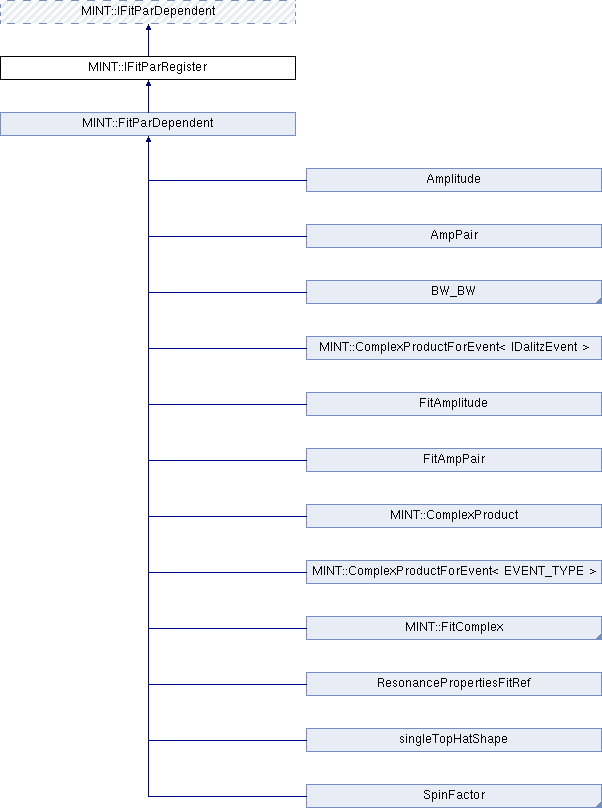 MINT::IFitParDependent
MINT::IFitParRegister
MINT::FitParDependent
Amplitude
AmpPair
BW_BW
MINT::ComplexProductForEvent< IDalitzEvent >
FitAmplitude
FitAmpPair
MINT::ComplexProduct
MINT::ComplexProductForEvent< EVENT_TYPE >
MINT::FitComplex
ResonancePropertiesFitRef
singleTopHatShape
SpinFactor